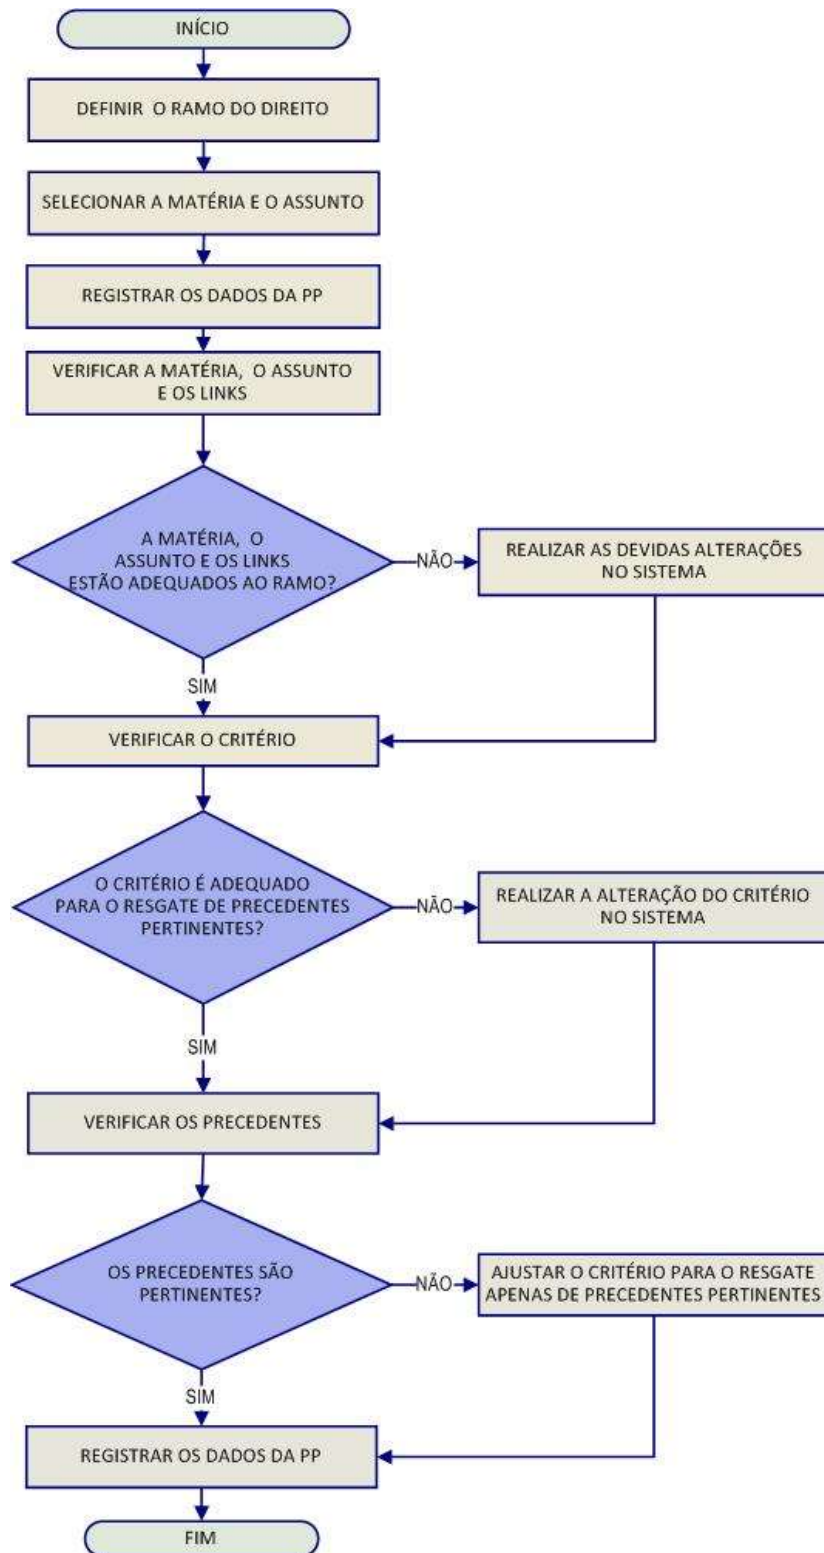 INÍCIO
DEFINIR O RAMO DO DIREITO
SELECIONAR A MATÉRIA E O ASSUNTO
REGISTRAR OS DADOS DA PP
VERIFICAR A MATÉRIA, O ASSUNTO
E OS LINKS
A MATÉRIA, O
ASSUNTO E OS LINKS
ESTÃO ADEQUADOS AO RAMO?
NÃO
REALIZAR AS DEVIDAS ALTERAÇÕES
NO SISTEMA
SIM
VERIFICAR O CRITÉRIO
O CRITÉRIO É ADEQUADO
PARA O RESGATE DE PRECEDENTES
PERTINENTES?
NÃO
REALIZAR A ALTERAÇÃO DO CRITÉRIO
NO SISTEMA
SIM
VERIFICAR OS PRECEDENTES
OS PRECEDENTES SÃO
PERTINENTES?
NÃO
AJUSTAR O CRITÉRIO PARA O RESGATE
APENAS DE PRECEDENTES PERTINENTES
SIM
REGISTRAR OS DADOS DA PP
FIM